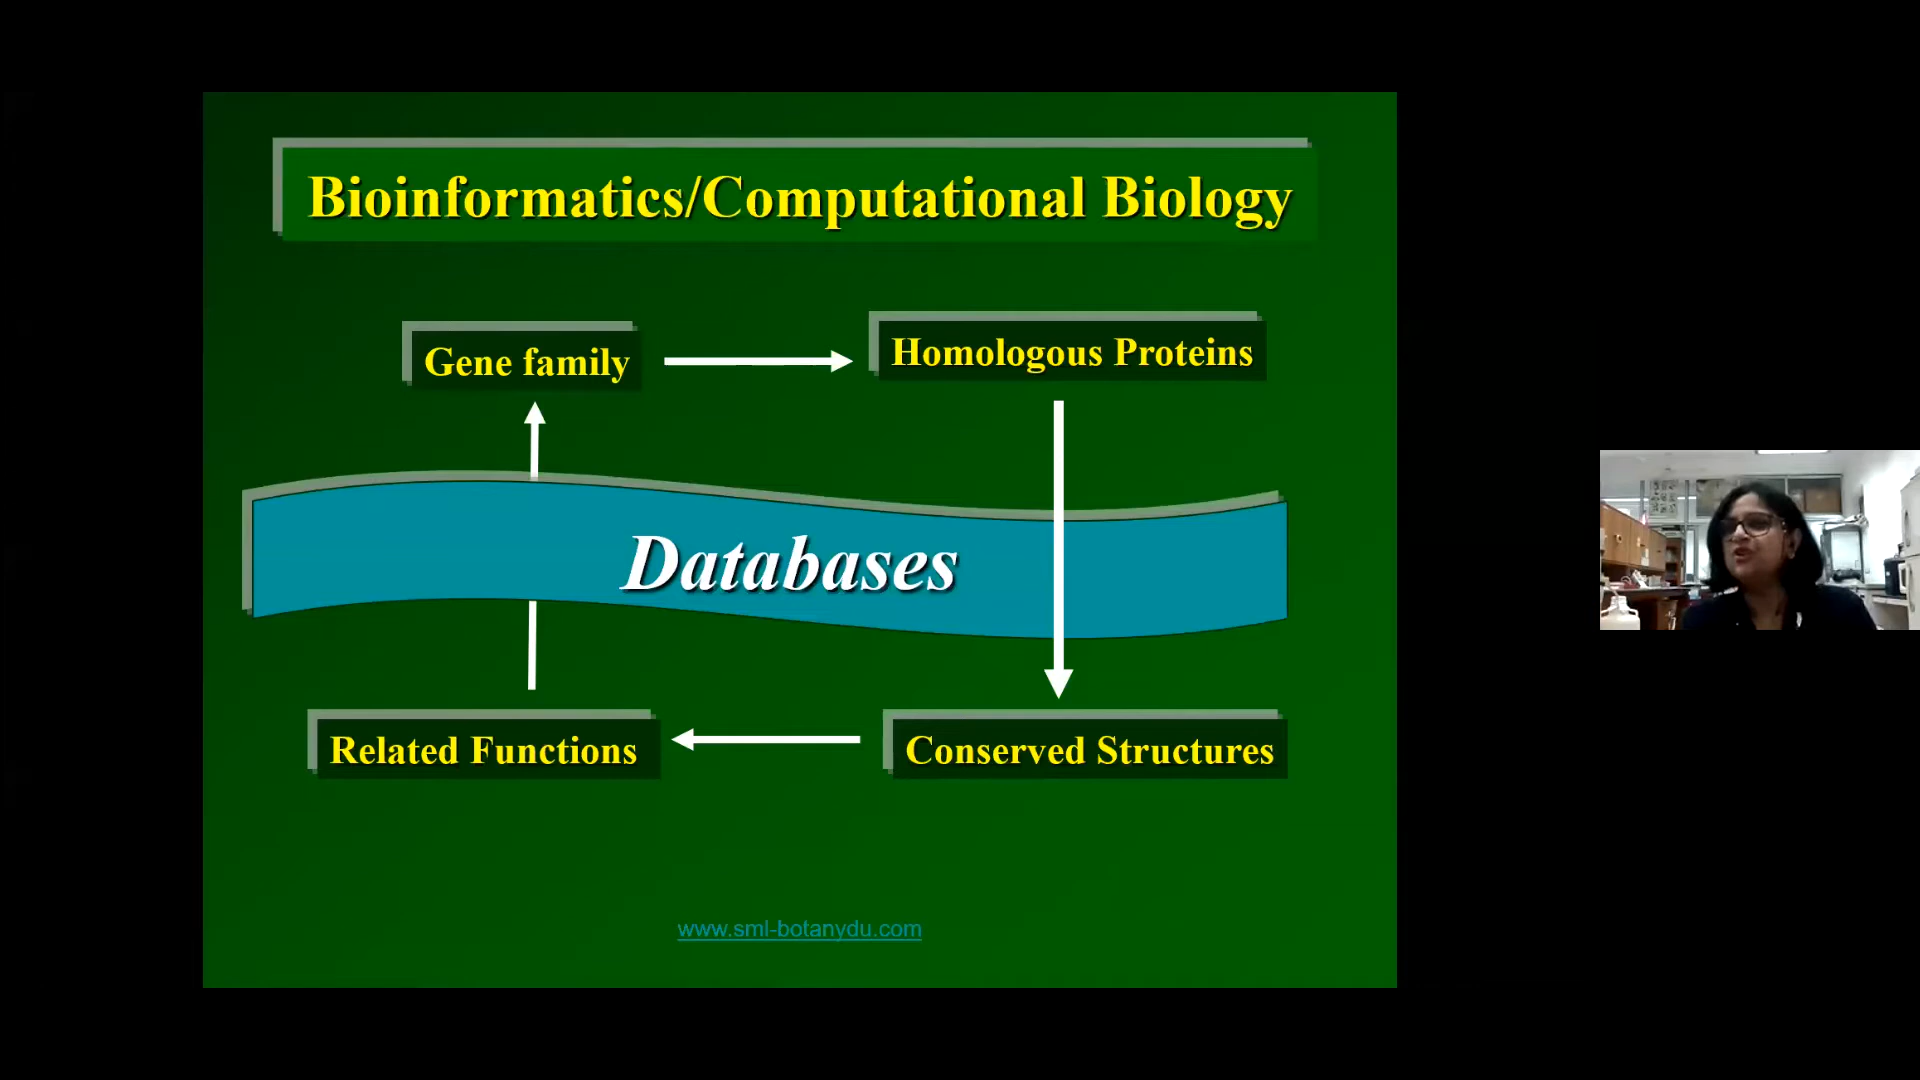 Bioinformatics/Computational Biology
Gene family
Homologous Proteins
Databases
Related Functions
Conserved Structures
www.sml-botanydu.com